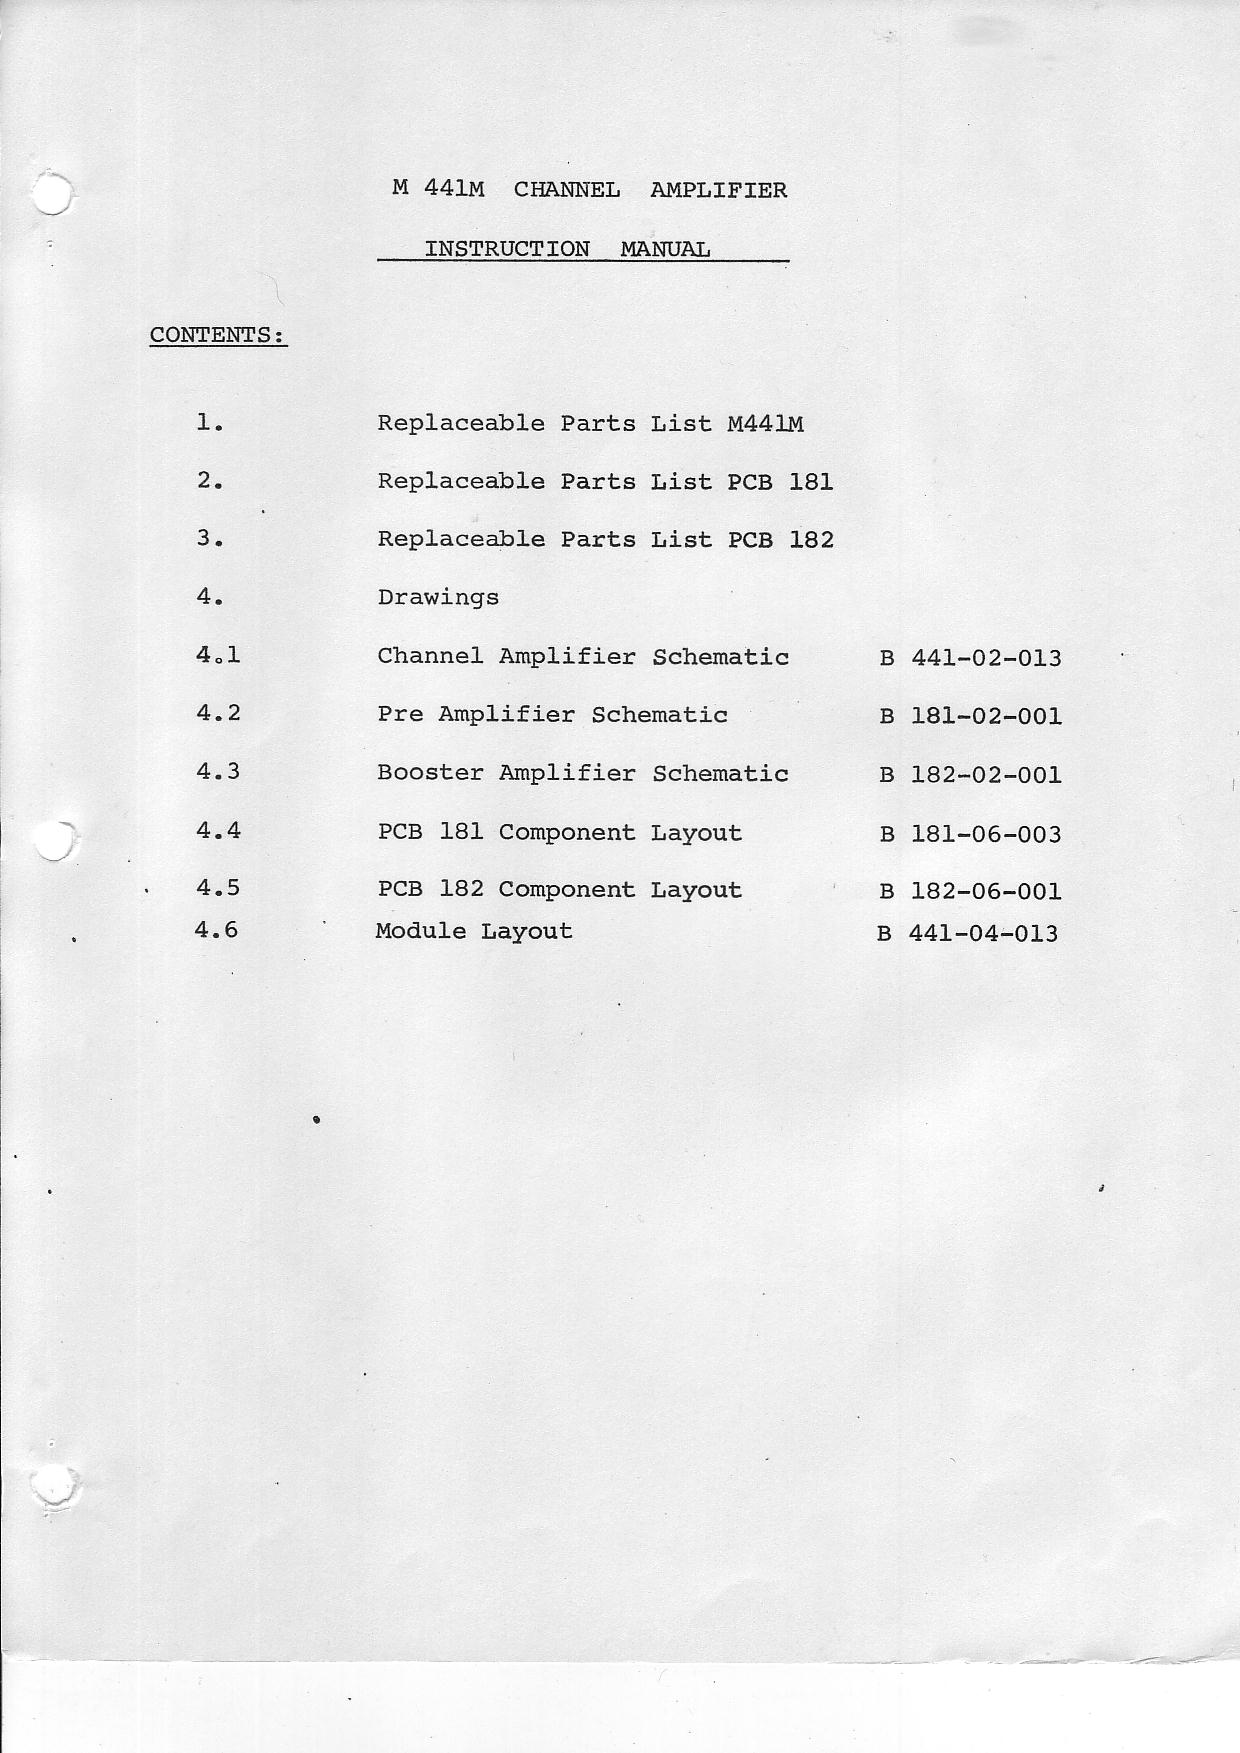 M 441M CHANNEL AMPLIFIER
INSTRUCTION MANUAL
CONTENTS:
1. Replaceable Parts List M441M
2. Replaceable Parts List PCB 181
3. Replaceable Parts List PCB 182
4. Drawings
4.1 Channel Amplifier Schematic B 441-02-013
4.2 Pre Amplifier Schematic B 181-02-001
4.3 Booster Amplifier Schematic B 182-02-001
4.4 PCB 181 Component Layout B 181-06-003
4.5 PCB 182 Component Layout B 182-06-001
4.6 Module Layout B 441-04-013